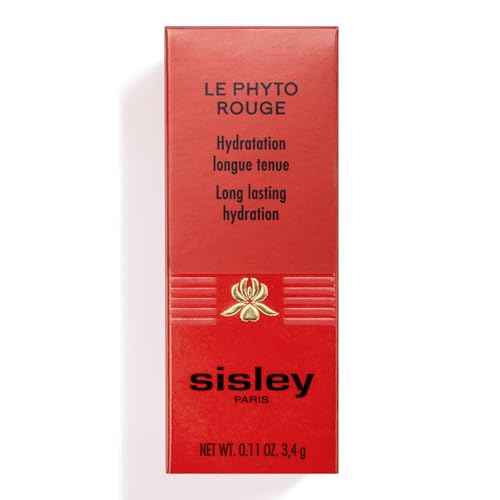 LE PHYTO
ROUGE
Hydratation
longue tenue
Long lasting
hydration
sisley
PARIS
NET WT. 0.11 OZ. 3,4 g